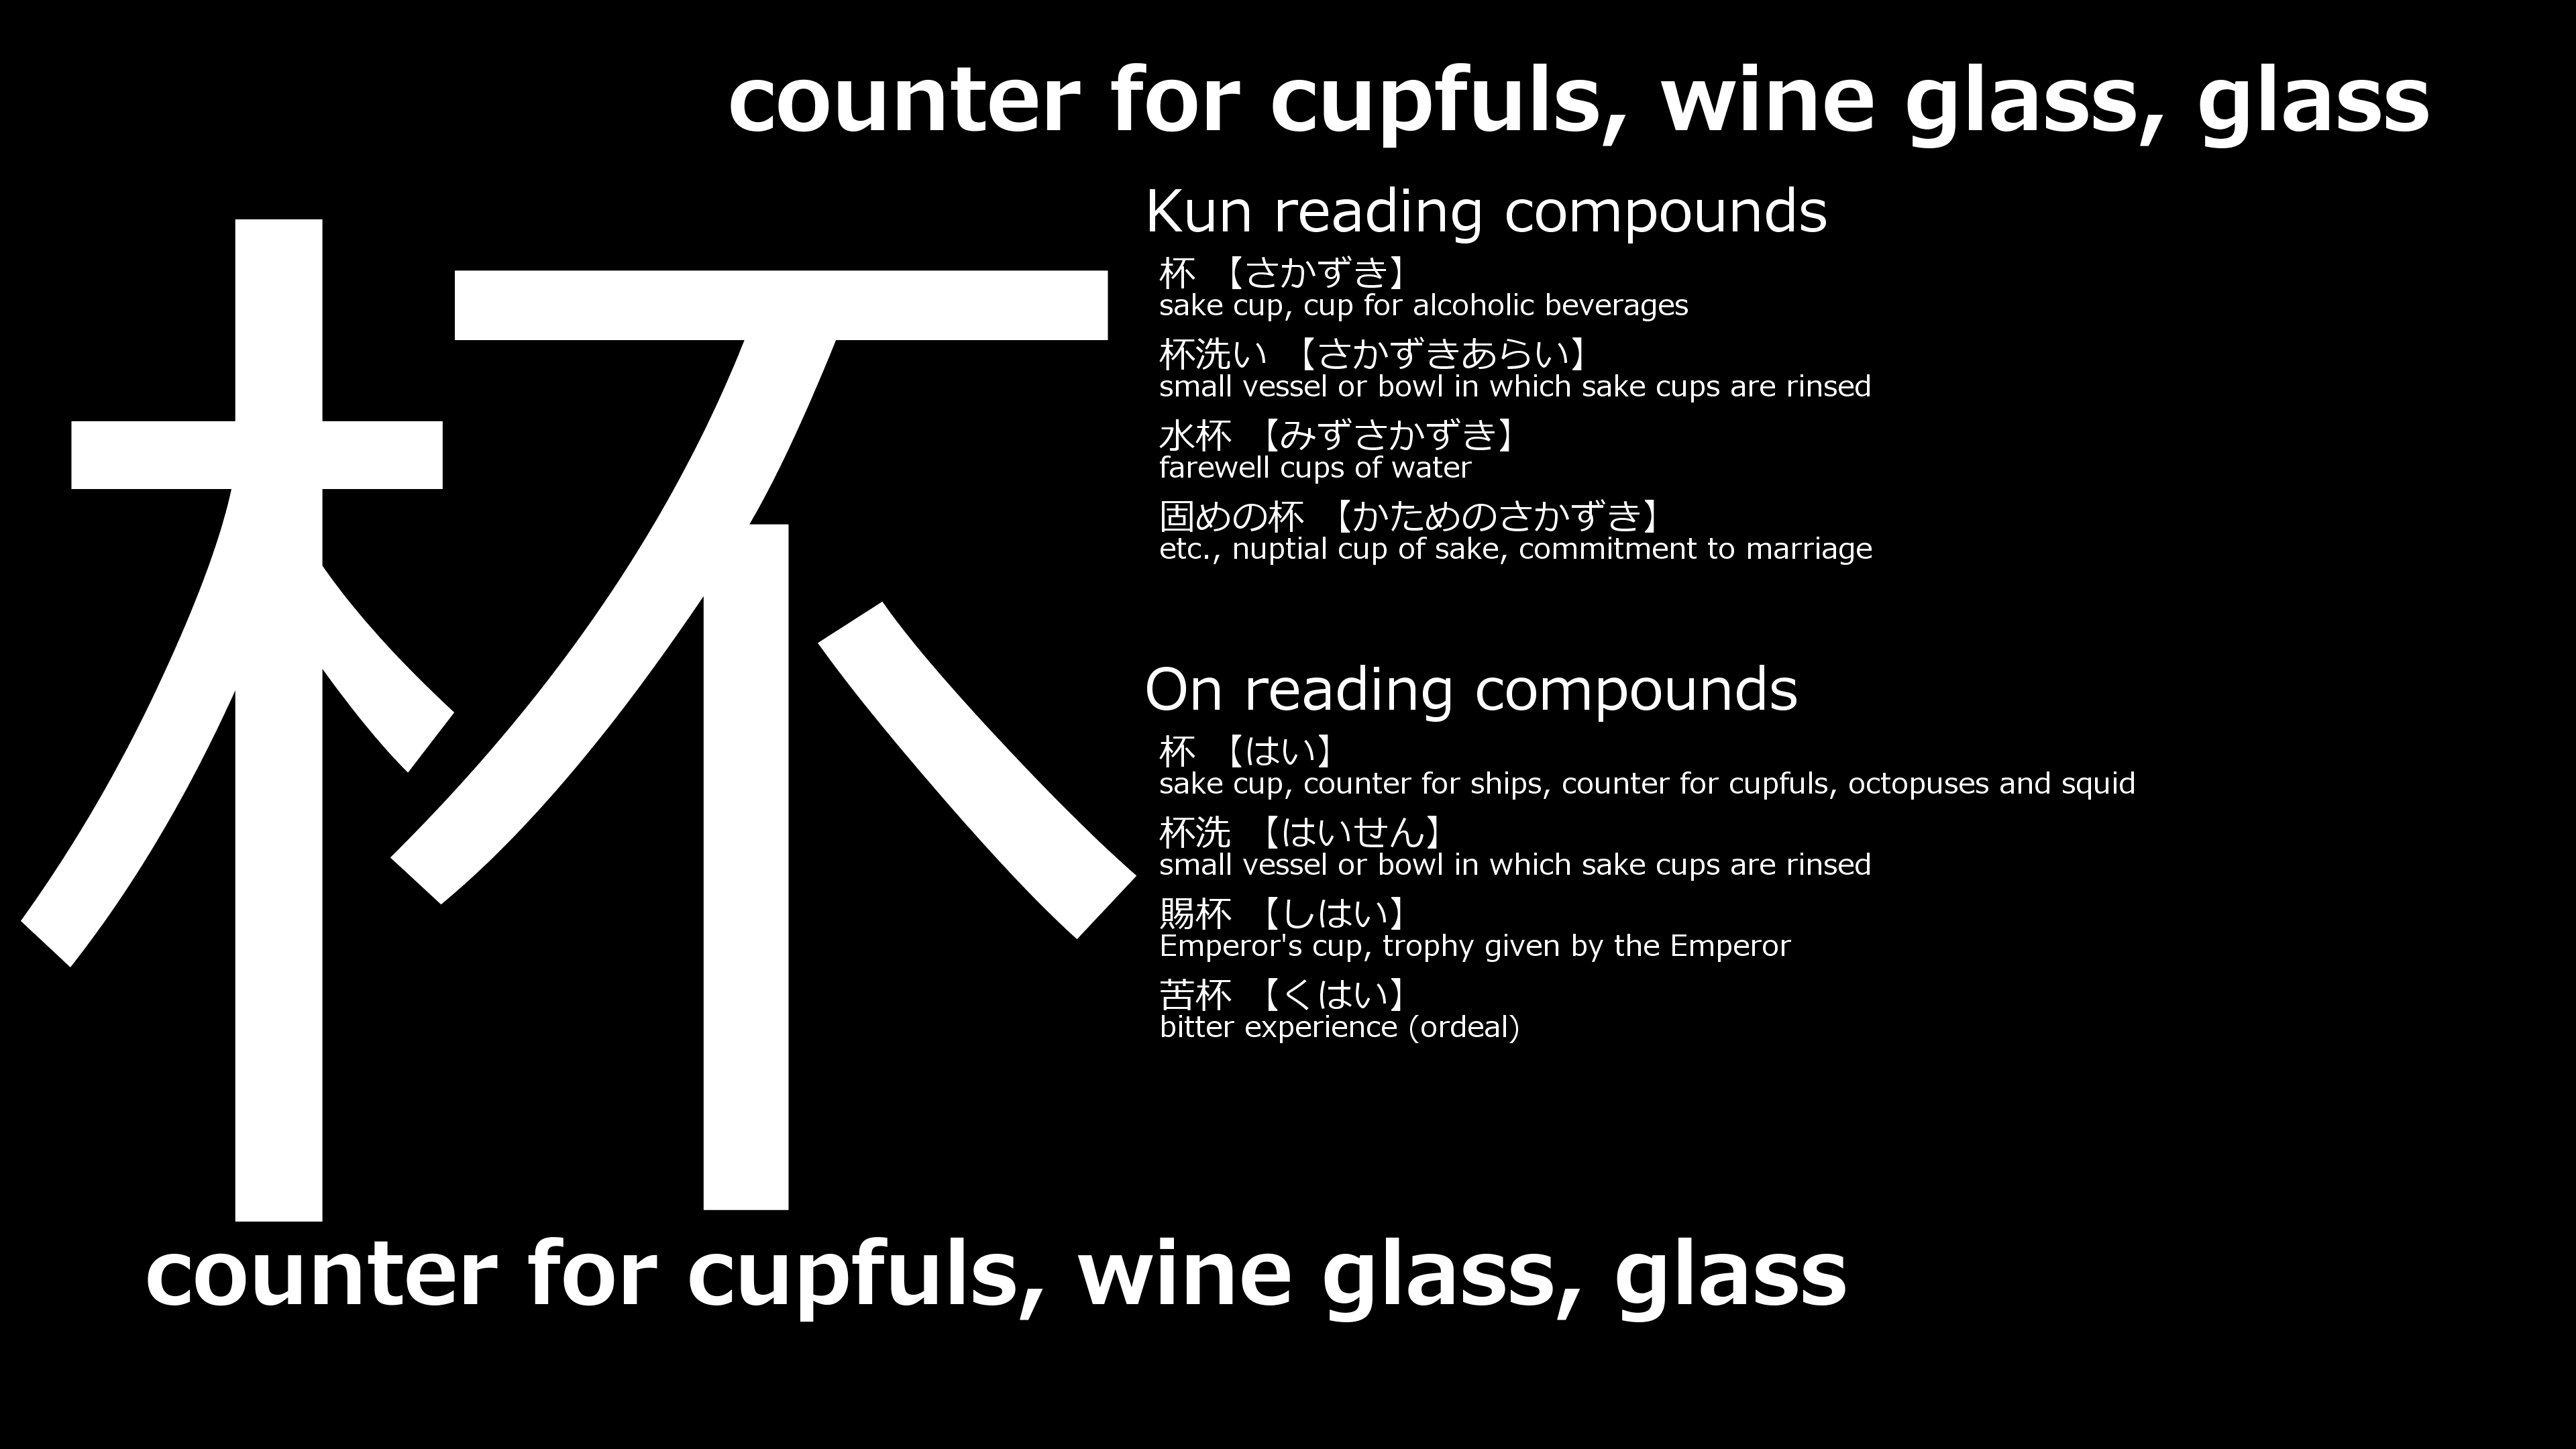 counter for cupfuls, wine glass, glass
杯
Kun reading compounds
杯 【さかずき】
sake cup, cup for alcoholic beverages
杯洗い 【さかずきあらい】
small vessel or bowl in which sake cups are rinsed
水杯 【みずさかずき】
farewell cups of water
固めの杯 【かためのさかずき】
etc., nuptial cup of sake, commitment to marriage
On reading compounds
杯 【はい】
sake cup, counter for ships, counter for cupfuls, octopuses and squid
杯洗 【はいせん】
small vessel or bowl in which sake cups are rinsed
賜杯 【しはい】
Emperor's cup, trophy given by the Emperor
苦杯 【くはい】
bitter experience (ordeal)
counter for cupfuls, wine glass, glass